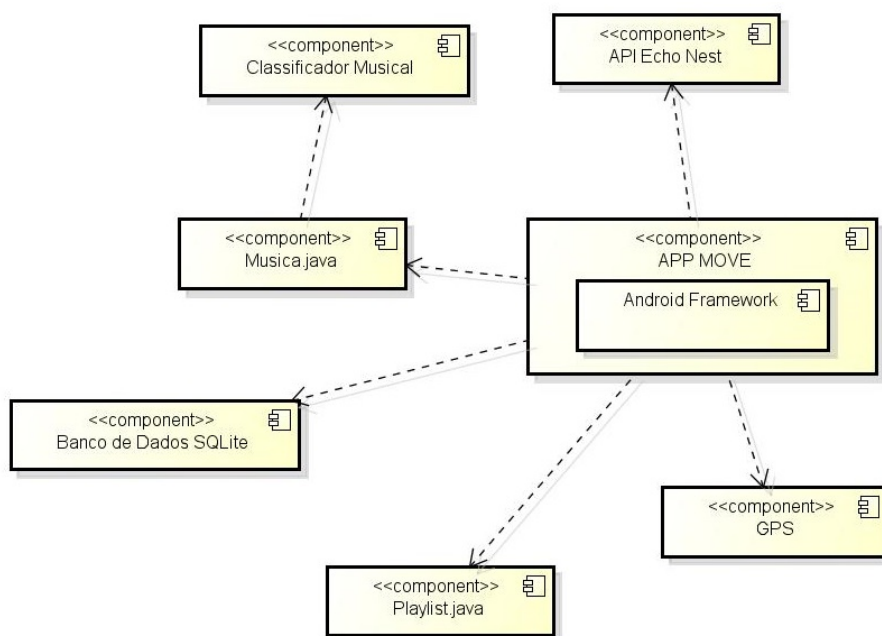 <<component>>
Classificador Musical
<<component>>
API Echo Nest
<<component>>
Musica.java
<<component>>
APP MOVE
Android Framework
<<component>>
Banco de Dados SQLite
<<component>>
GPS
<<component>>
Playlist.java